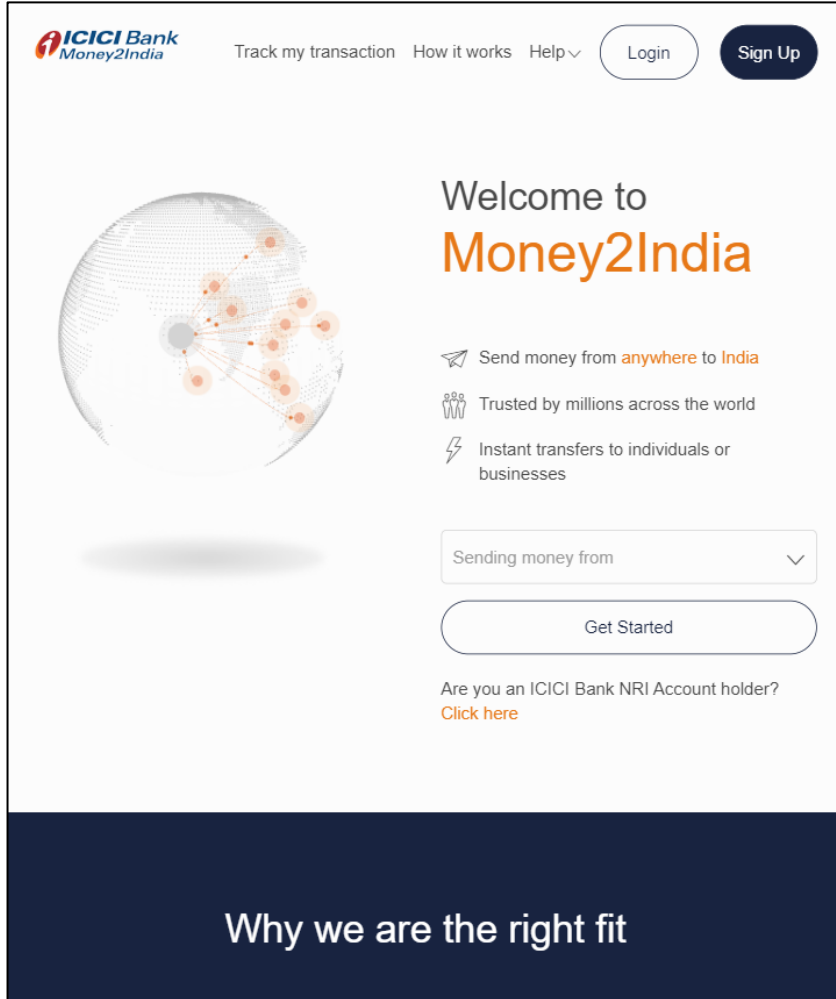 ICICI Bank
Money2India
Track my transaction How it works Help Login Sign Up
Welcome to
Money2India
Send money from anywhere to India
Trusted by millions across the world
Instant transfers to individuals or
businesses
Sending money from
Get Started
Are you an ICICI Bank NRI Account holder?
Click here
Why we are the right fit